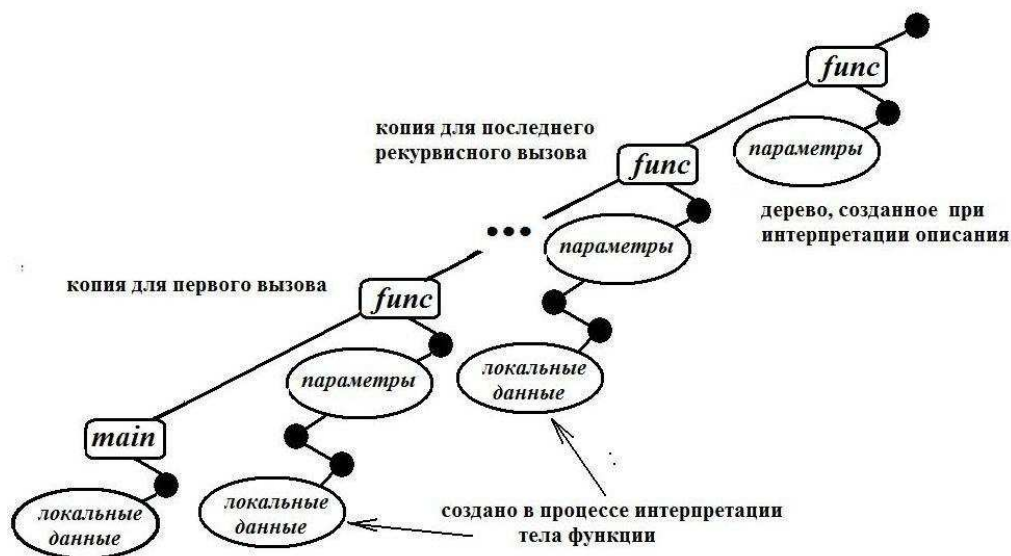 func
копия для последнего
рекурвисного вызова
func
параметры
дерево, созданное при
интерпретации описания
• • •
параметры
копия для первого вызова
func
параметры
локальные
данные
main
локальные
данные
локальные
данные
создано в процессе интерпретации
тела функции